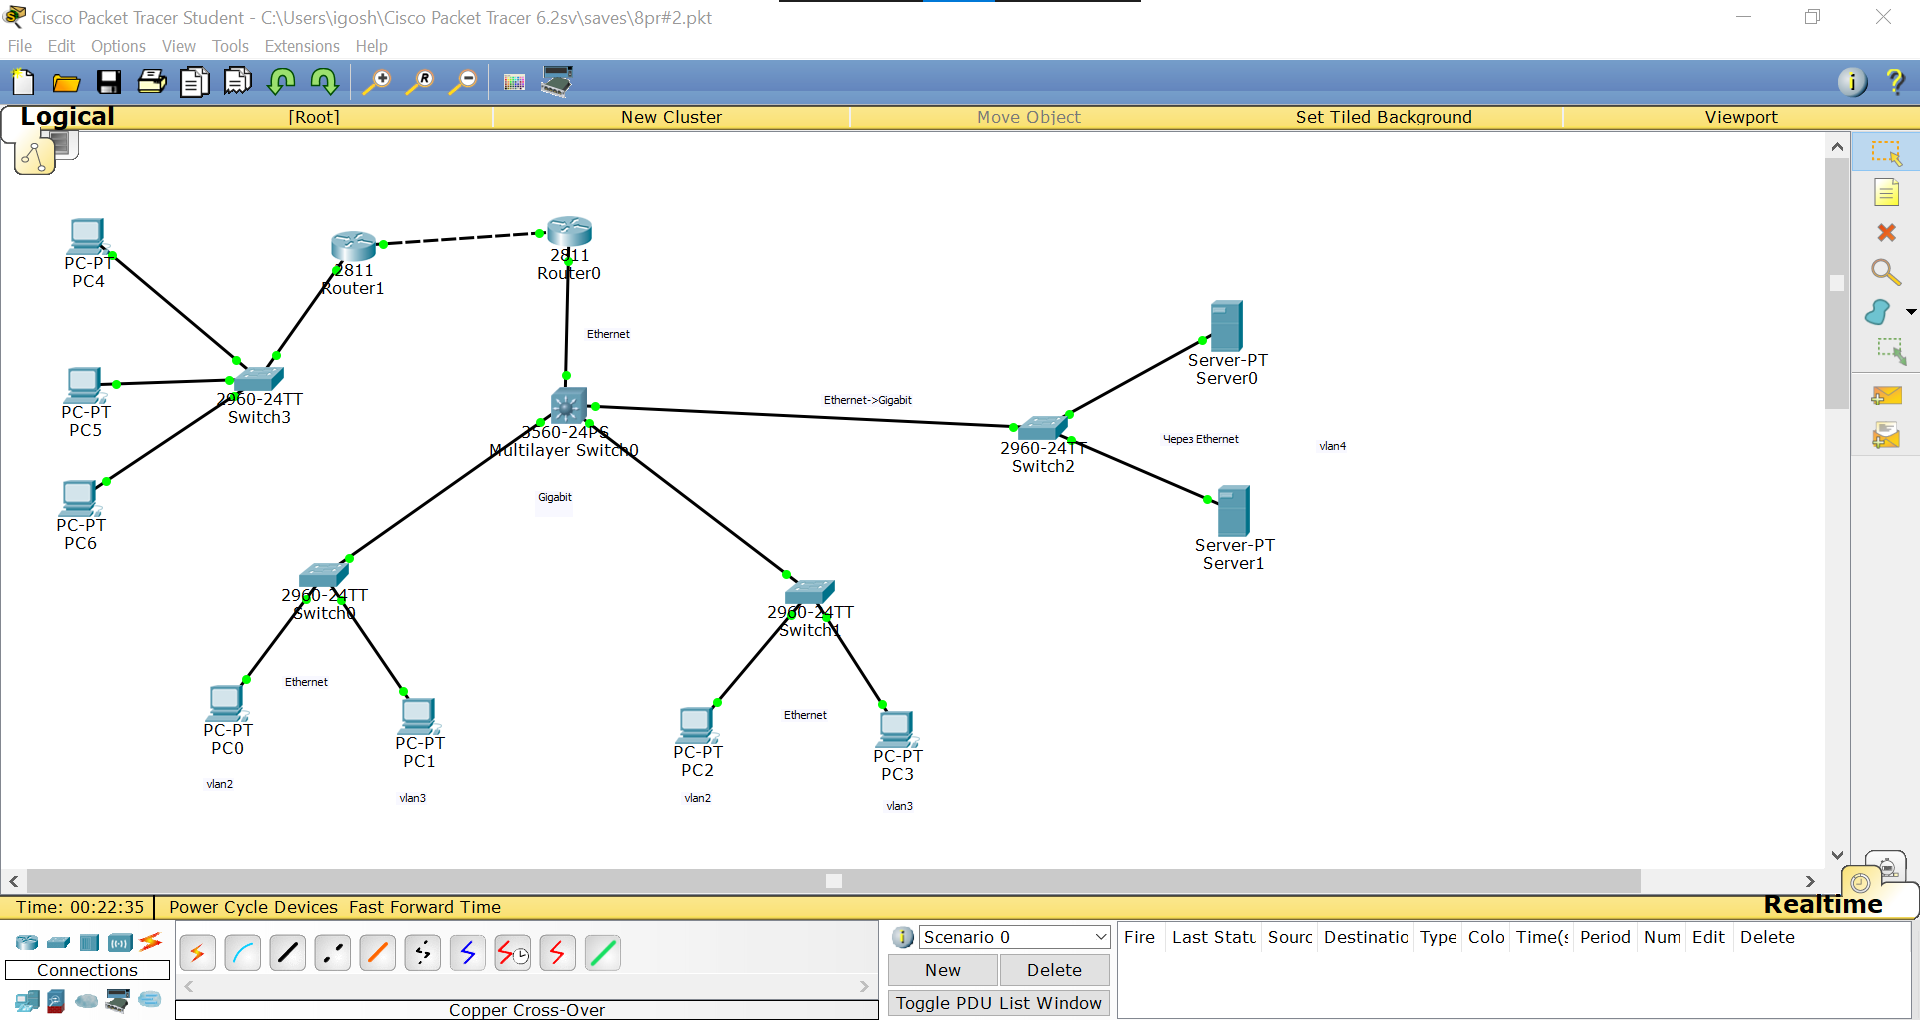 Cisco Packet Tracer Student - C:\Users\igosh\Cisco Packet Tracer 6.2sv\saves\8pr#2.pkt
File Edit Options View Tools Extensions Help
Logical [Root] New Cluster Move Object Set Tiled Background Viewport
PC-PT
PC4
2811
Router1
2811
Router0
Ethernet
Server-PT
Server0
PC-PT
PC5
2960-24TT
Switch3
Ethernet->Gigabit
3560-24PS
Multilayer Switch0
2960-24TT
Switch2
Через Ethernet
vlan4
Gigabit
PC-PT
PC6
Server-PT
Server1
2960-24TT
Switch0
2960-24TT
Switch1
Ethernet
Ethernet
PC-PT
PC0
PC-PT
PC1
PC-PT
PC2
PC-PT
PC3
vlan2
vlan3
vlan2
vlan3
Time: 00:22:35 Power Cycle Devices Fast Forward Time
Realtime
Connections
Copper Cross-Over
Scenario 0
New Delete
Toggle PDU List Window
Fire Last Statu Sourc Destinatic Type Colo Time(s Period Num Edit Delete